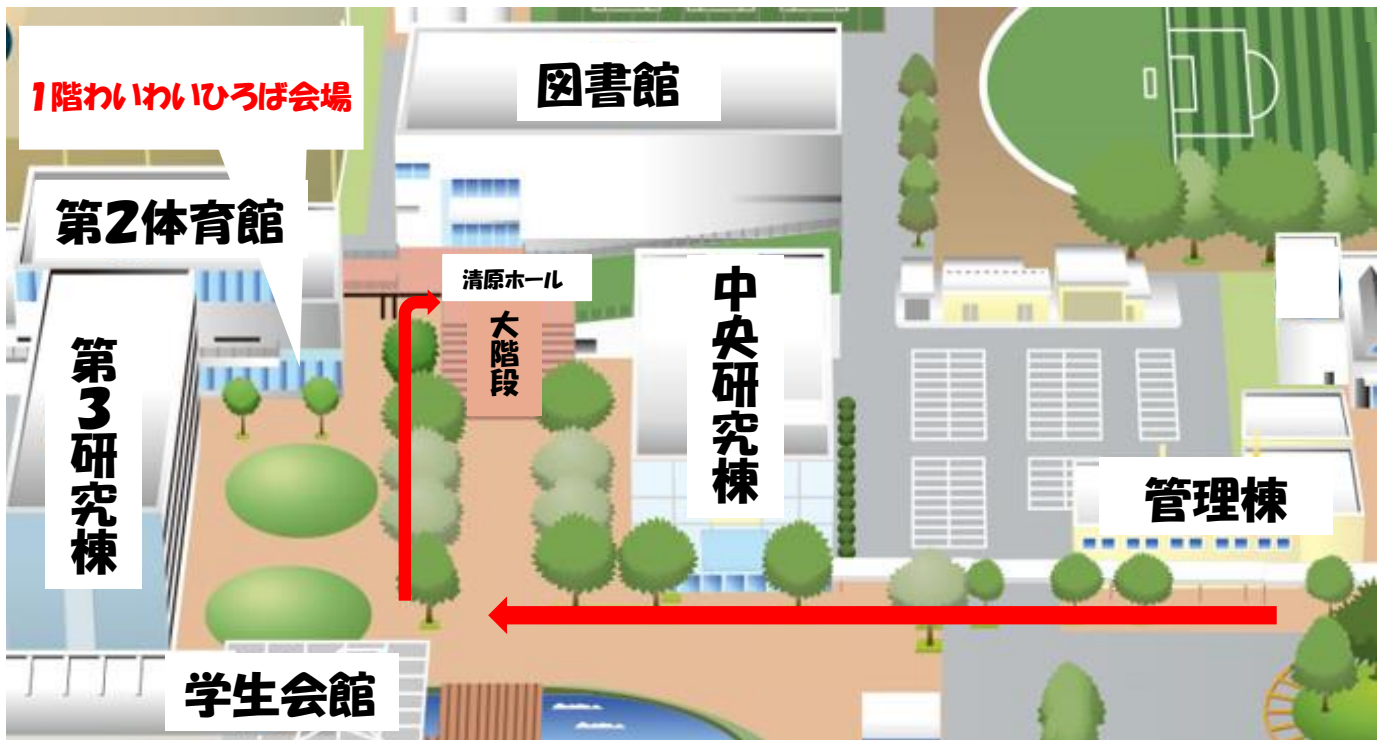 1階わいわいひろば会場
図書館
第2体育館
清原ホール
大階段
中央研究棟
第3研究棟
管理棟
学生会館